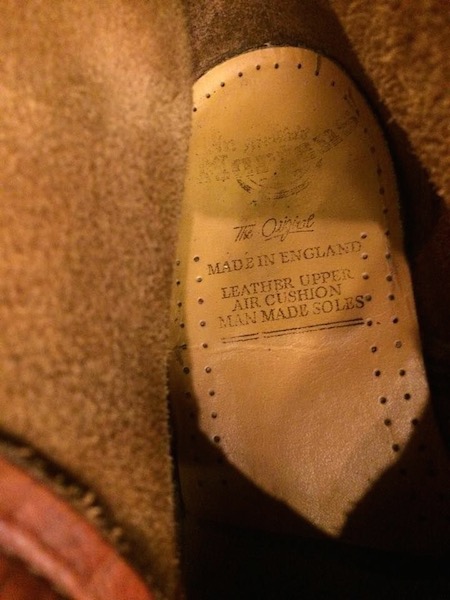 The Original
MADE IN ENGLAND
LEATHER UPPER
AIR CUSHION
MAN MADE SOLES